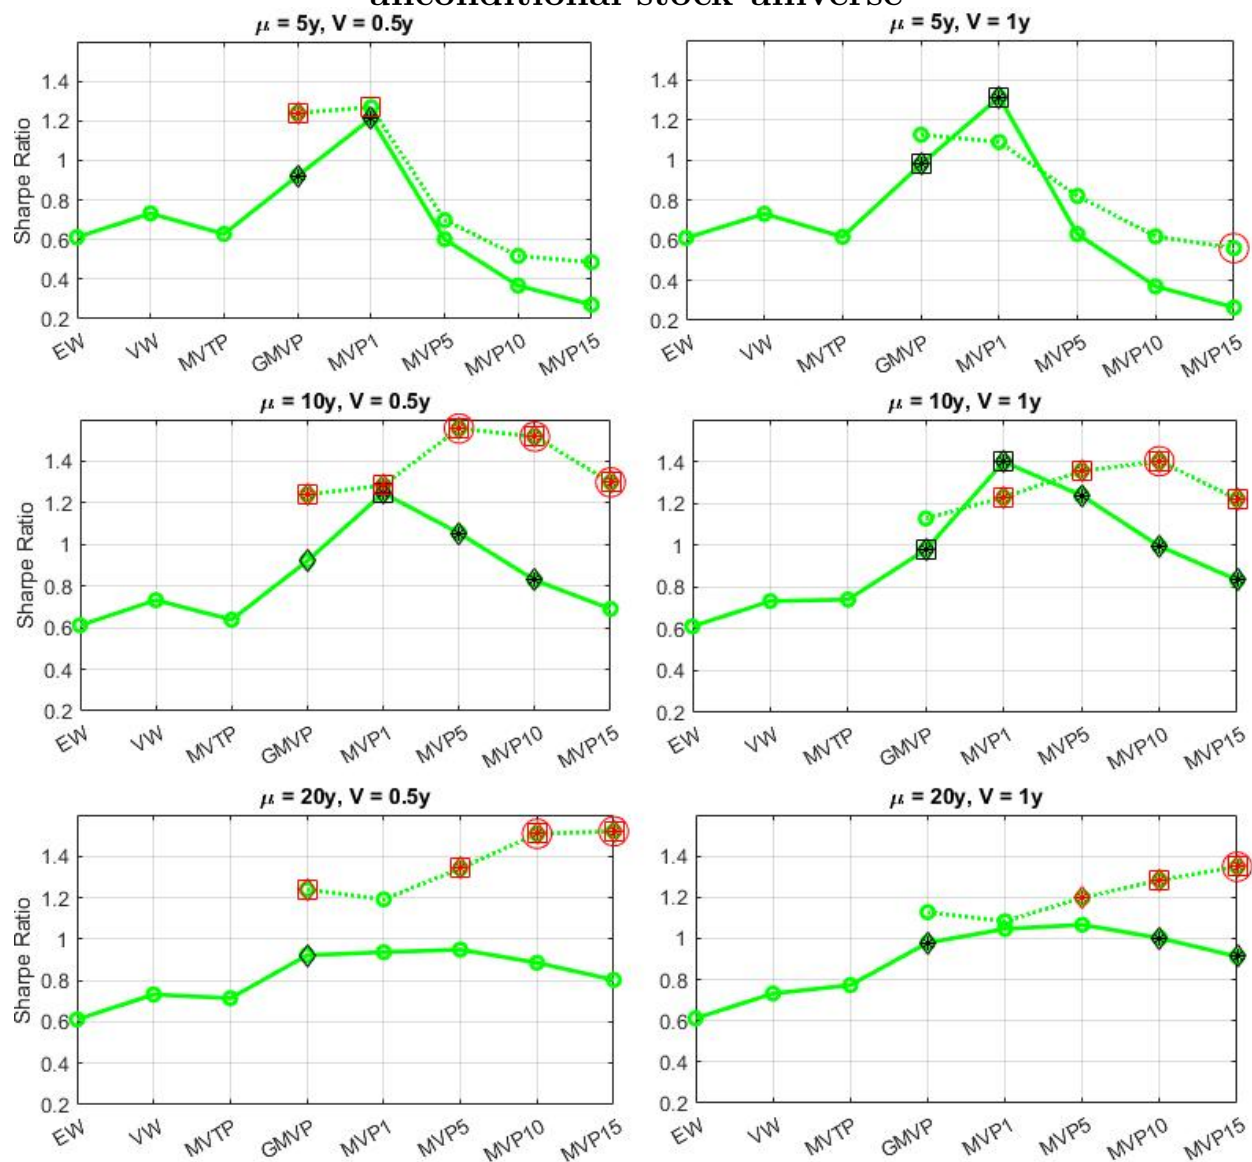 unconditional stock universe
μ = 5y, V = 0.5y
Sharpe Ratio
1.4
1.2
1
0.8
0.6
0.4
0.2
EW VW MVTP GMVP MVP1 MVP5 MVP10 MVP15
μ = 5y, V = 1y
1.4
1.2
1
0.8
0.6
0.4
0.2
EW VW MVTP GMVP MVP1 MVP5 MVP10 MVP15
μ = 10y, V = 0.5y
Sharpe Ratio
1.4
1.2
1
0.8
0.6
0.4
0.2
EW VW MVTP GMVP MVP1 MVP5 MVP10 MVP15
μ = 10y, V = 1y
1.4
1.2
1
0.8
0.6
0.4
0.2
EW VW MVTP GMVP MVP1 MVP5 MVP10 MVP15
μ = 20y, V = 0.5y
Sharpe Ratio
1.4
1.2
1
0.8
0.6
0.4
0.2
EW VW MVTP GMVP MVP1 MVP5 MVP10 MVP15
μ = 20y, V = 1y
1.4
1.2
1
0.8
0.6
0.4
0.2
EW VW MVTP GMVP MVP1 MVP5 MVP10 MVP15